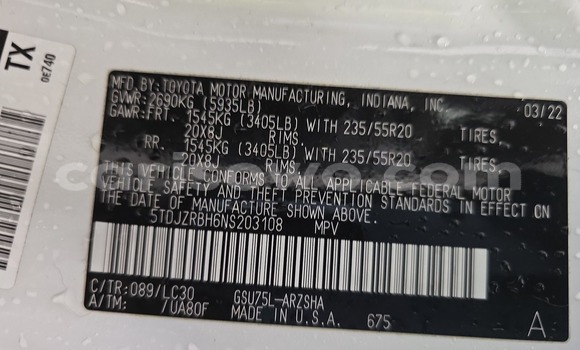 TX
0E740
MFD. BY: TOYOTA MOTOR MANUFACTURING, INDIANA, INC. 03/22
GVWR: 2690KG (5935LB)
GAWR: FRT. 1545KG (3405LB) WITH 235/55R20 TIRES,
20X8J RIMS.
RR. 1545KG (3405LB) WITH 235/55R20 TIRES,
20X8J RIMS.
THIS VEHICLE CONFORMS TO ALL APPLICABLE FEDERAL MOTOR
VEHICLE SAFETY AND THEFT PREVENTION STANDARDS IN EFFECT ON
THE DATE OF MANUFACTURE SHOWN ABOVE.
5TDJZRBH6NS203108 MPV
C/TR: 089/LC30 GSU75L-ARZSHA
A/TM: /UA80F MADE IN U.S.A. 675 A